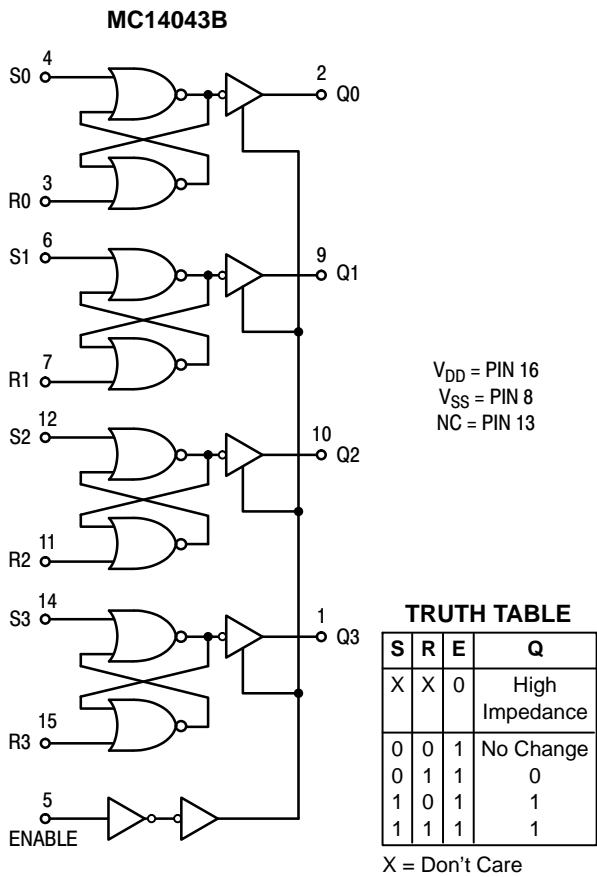 MC14043B
4
S0
2
Q0
3
R0
6
S1
9
Q1
7
R1
12
S2
10
Q2
11
R2
14
S3
1
Q3
15
R3
5
ENABLE
VDD = PIN 16
VSS = PIN 8
NC = PIN 13
TRUTH TABLE
S R E Q
X X 0 High
Impedance
0 0 1 No Change
0 1 1 0
1 0 1 1
1 1 1 1
X = Don't Care